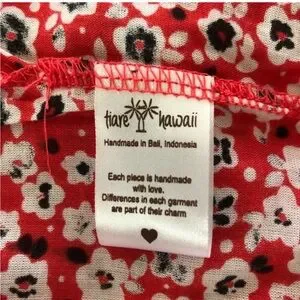 tiare hawaii
Handmade in Bali, Indonesia
Each piece is handmade
with love.
Differences in each garment
are part of their charm